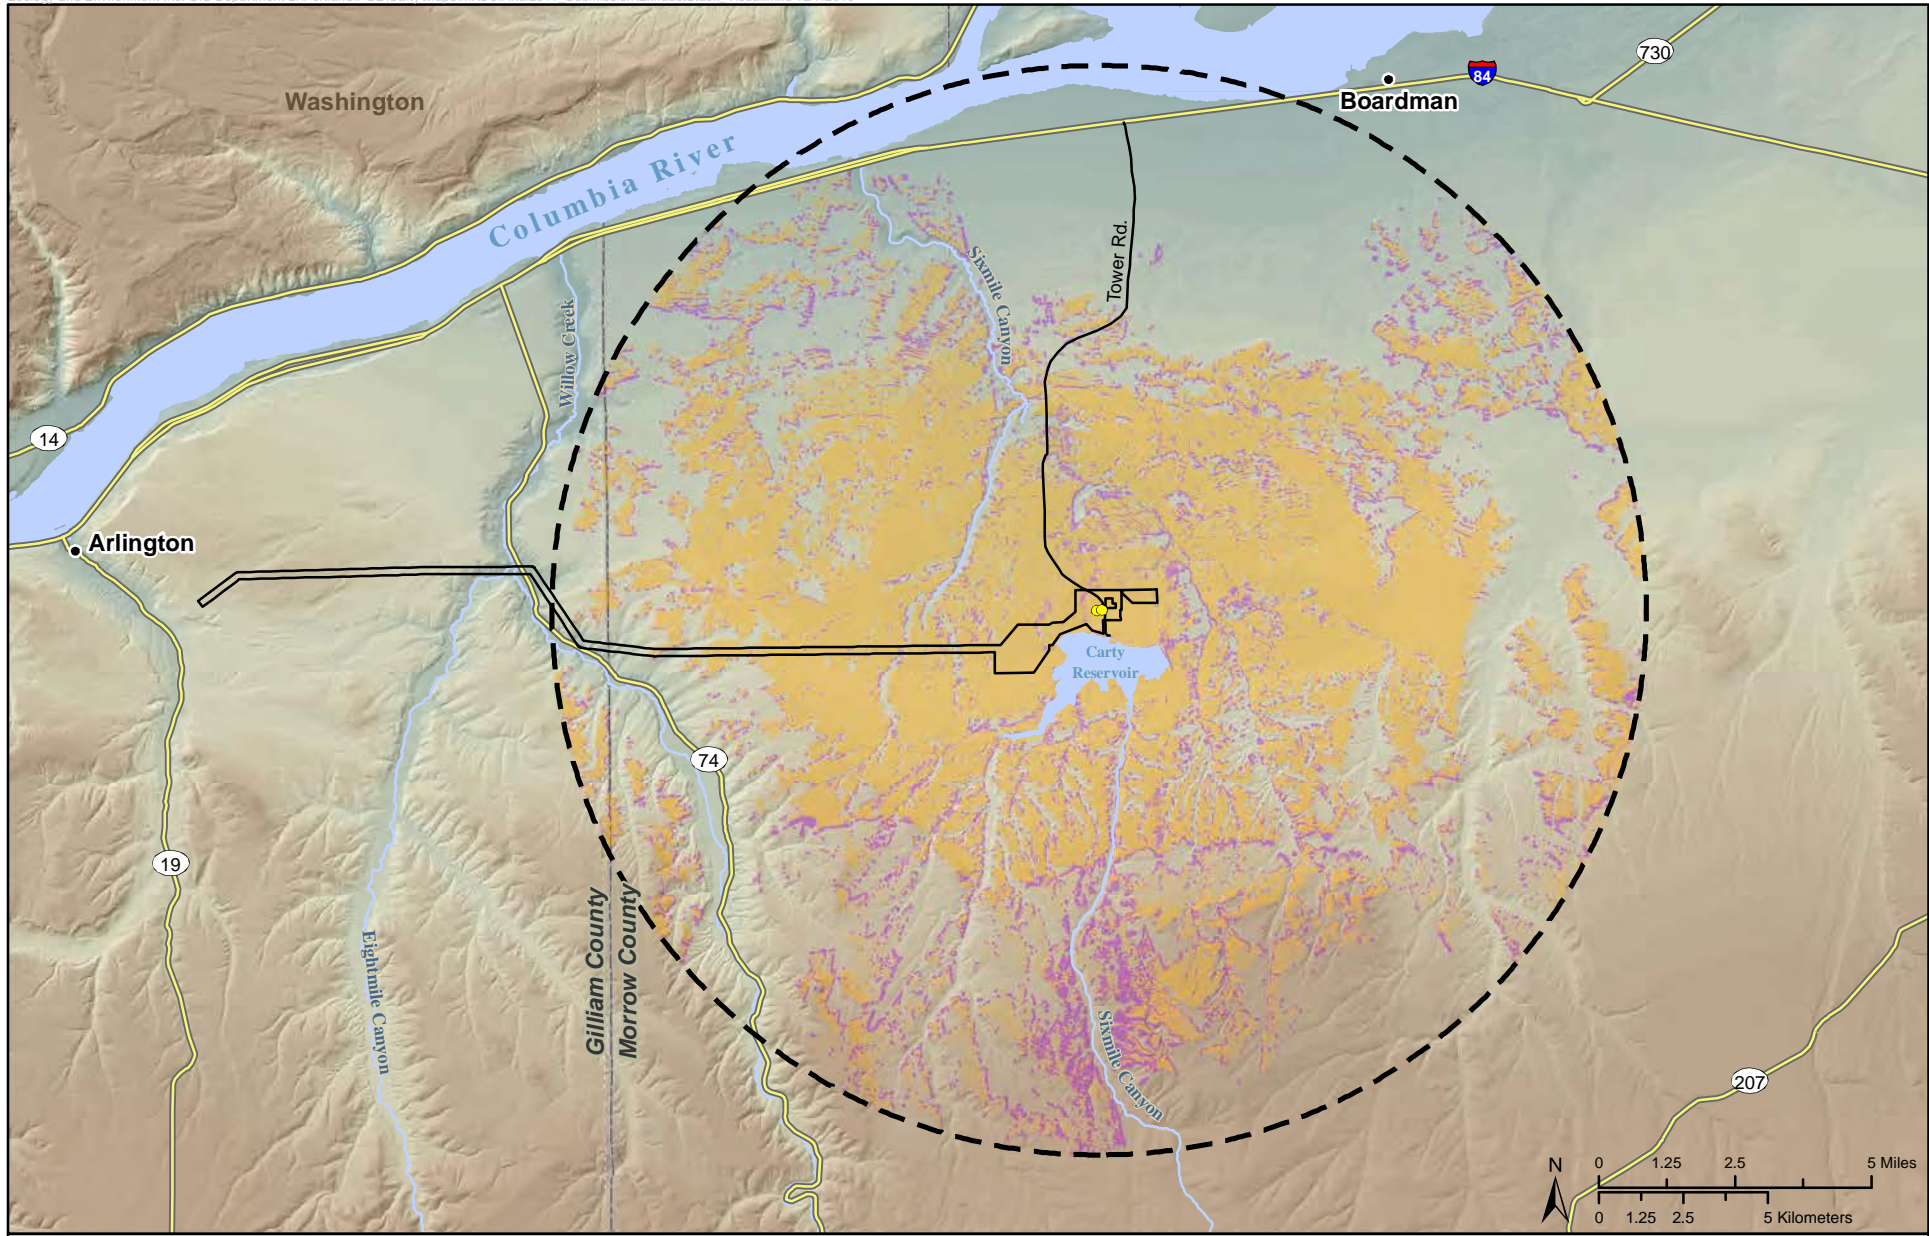 Washington
Columbia River
Boardman
84
730
Tower Rd.
Sixmile Canyon
Willow Creek
14
Arlington
Carty
Reservoir
74
19
Gilliam County
Morrow County
Eightmile Canyon
Sixmile Canyon
207
N
0 1.25 2.5 5 Miles
0 1.25 2.5 5 Kilometers